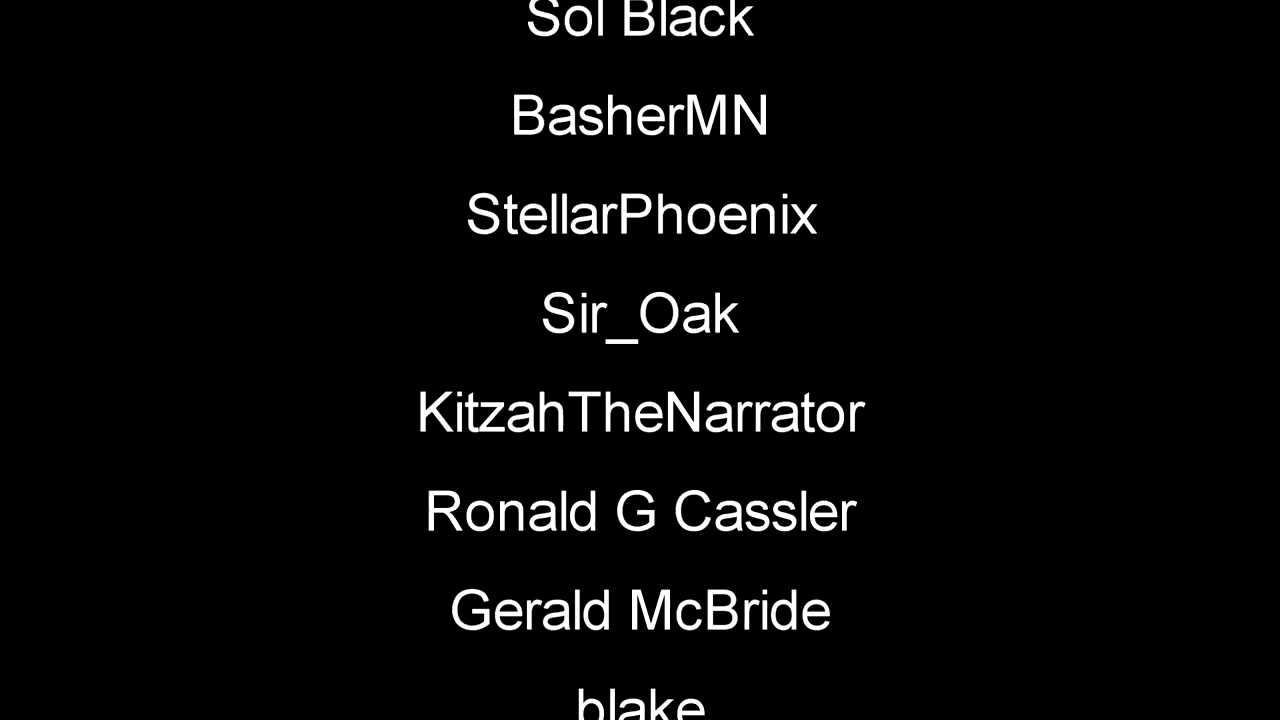 Sol Black
BasherMN
StellarPhoenix
Sir_Oak
KitzahTheNarrator
Ronald G Cassler
Gerald McBride
blake